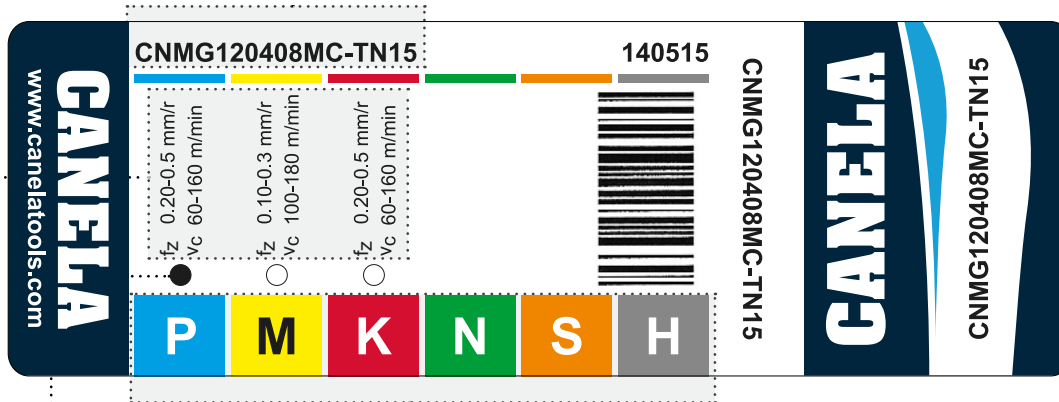 CANELA
www.canelatools.com
CNMG120408MC-TN15
140515
fz 0.20-0.5 mm/r
vc 60-160 m/min
fz 0.10-0.3 mm/r
vc 100-180 m/min
fz 0.20-0.5 mm/r
vc 60-160 m/min
P
M
K
N
S
H
CNMG120408MC-TN15
CANELA
CNMG120408MC-TN15